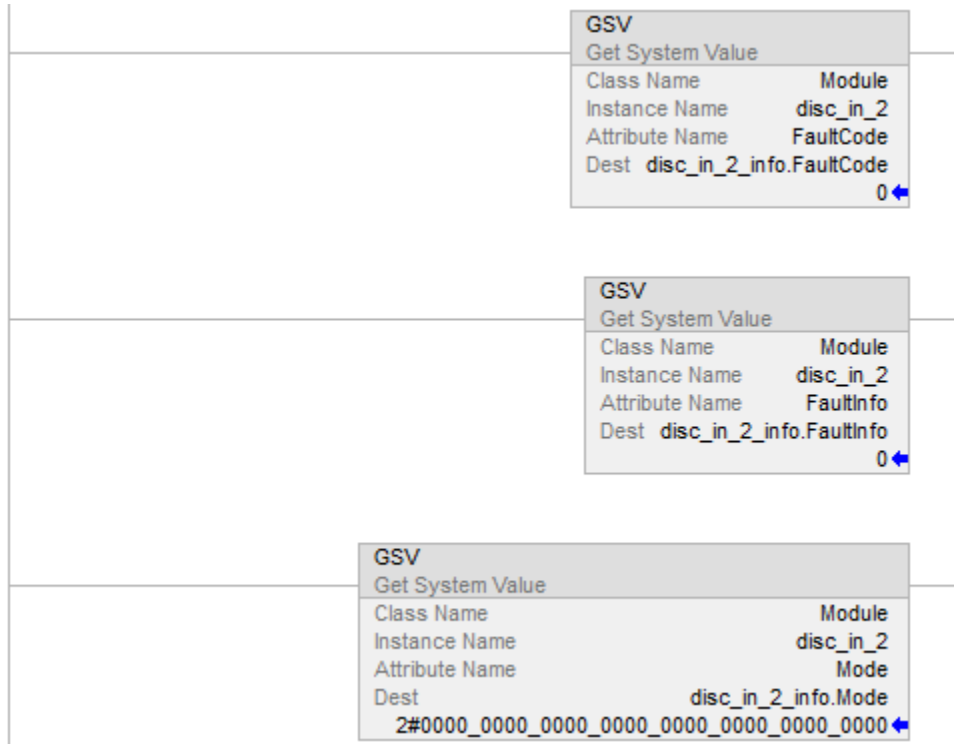 GSV
Get System Value
Class Name Module
Instance Name disc_in_2
Attribute Name FaultCode
Dest disc_in_2_info.FaultCode
0
GSV
Get System Value
Class Name Module
Instance Name disc_in_2
Attribute Name FaultInfo
Dest disc_in_2_info.FaultInfo
0
GSV
Get System Value
Class Name Module
Instance Name disc_in_2
Attribute Name Mode
Dest disc_in_2_info.Mode
2#0000_0000_0000_0000_0000_0000_0000_0000